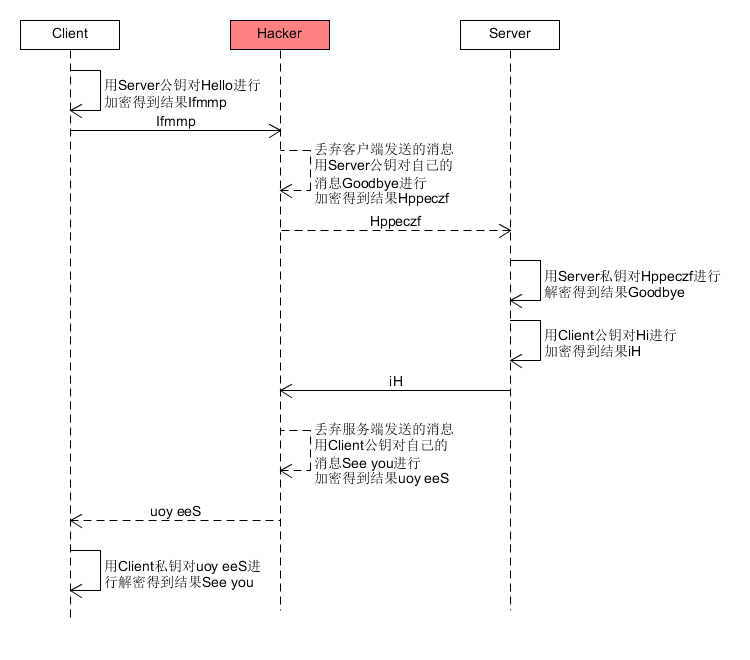 Client
Hacker
Server
用Server公钥对Hello进行
加密得到结果Ifmmp
Ifmmp
丢弃客户端发送的消息
用Server公钥对自己的
消息Goodbye进行
加密得到结果Hppeczf
Hppeczf
用Server私钥对Hppeczf进行
解密得到结果Goodbye
用Client公钥对Hi进行
加密得到结果iH
iH
丢弃服务端发送的消息
用Client公钥对自己的
消息See you进行
加密得到结果uoy eeS
uoy eeS
用Client私钥对uoy eeS进
行解密得到结果See you